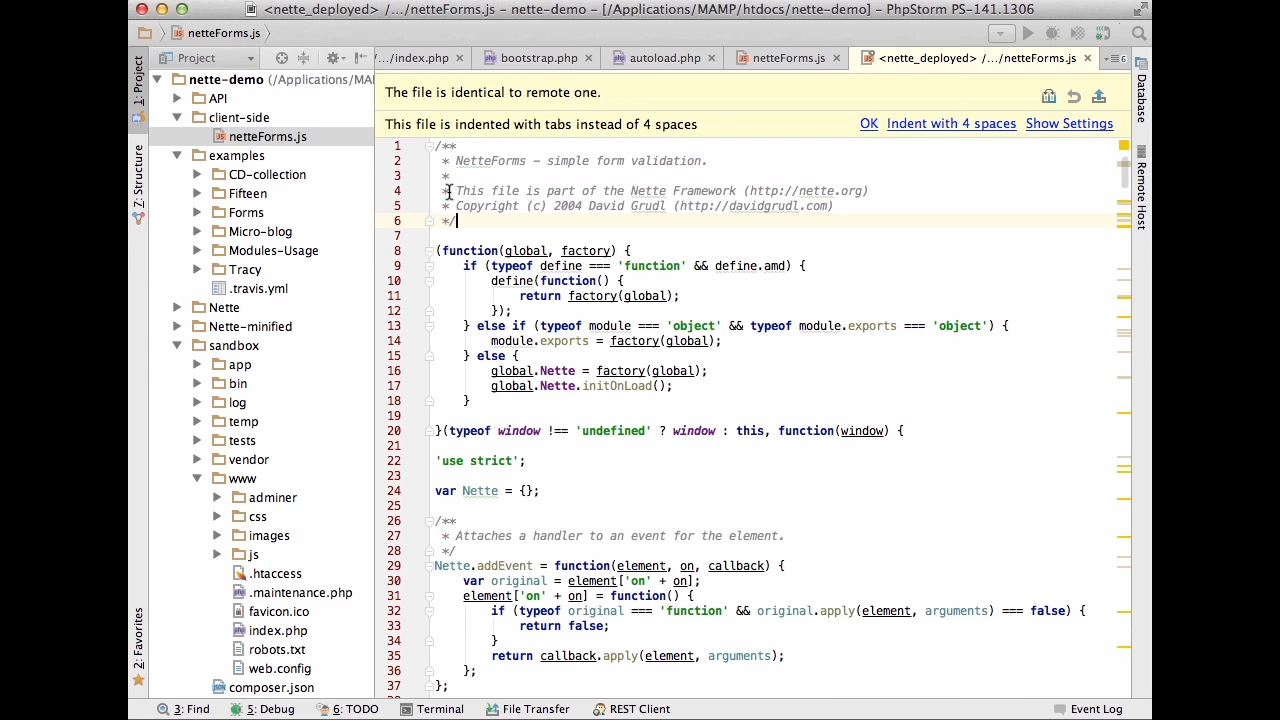 <nette_deployed> /.../netteForms.js - nette-demo - [/Applications/MAMP/htdocs/nette-demo] - PhpStorm PS-141.1306
netteForms.js
Project
/.../index.php
bootstrap.php
autoload.php
netteForms.js
<nette_deployed> /.../netteForms.js
6
1: Project
Z: Structure
2: Favorites
nette-demo (/Applications/MA
API
client-side
netteForms.js
examples
CD-collection
Fifteen
Forms
Micro-blog
Modules-Usage
Tracy
.travis.yml
Nette
Nette-minified
sandbox
app
bin
log
temp
tests
vendor
www
adminer
css
images
js
.htaccess
.maintenance.php
favicon.ico
index.php
robots.txt
web.config
composer.json
The file is identical to remote one.
This file is indented with tabs instead of 4 spaces
OK Indent with 4 spaces Show Settings
1 /**
2 * NetteForms - simple form validation.
3 *
4 * This file is part of the Nette Framework (http://nette.org)
5 * Copyright (c) 2004 David Grudl (http://davidgrudl.com)
6 */
7
8 (function(global, factory) {
9 if (typeof define === 'function' && define.amd) {
10 define(function() {
11 return factory(global);
12 });
13 } else if (typeof module === 'object' && typeof module.exports === 'object') {
14 module.exports = factory(global);
15 } else {
16 global.Nette = factory(global);
17 global.Nette.initOnLoad();
18 }
19
20 }(typeof window !== 'undefined' ? window : this, function(window) {
21
22 'use strict';
23
24 var Nette = {};
25
26 /**
27 * Attaches a handler to an event for the element.
28 */
29 Nette.addEvent = function(element, on, callback) {
30 var original = element['on' + on];
31 element['on' + on] = function() {
32 if (typeof original === 'function' && original.apply(element, arguments) === false) {
33 return false;
34 }
35 return callback.apply(element, arguments);
36 };
37 };
Database
Remote Host
3: Find
5: Debug
6: TODO
Terminal
File Transfer
REST Client
Event Log